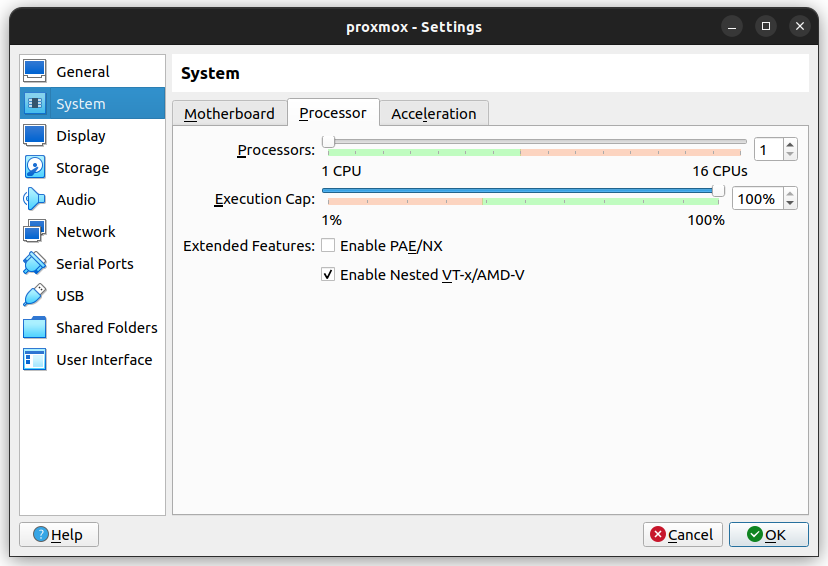 proxmox - Settings
General
System
Display
Storage
Audio
Network
Serial Ports
USB
Shared Folders
User Interface
System
Motherboard Processor Acceleration
Processors: 1
1 CPU 16 CPUs
Execution Cap: 100%
1% 100%
Extended Features: Enable PAE/NX
Enable Nested VT-x/AMD-V
? Help Cancel OK